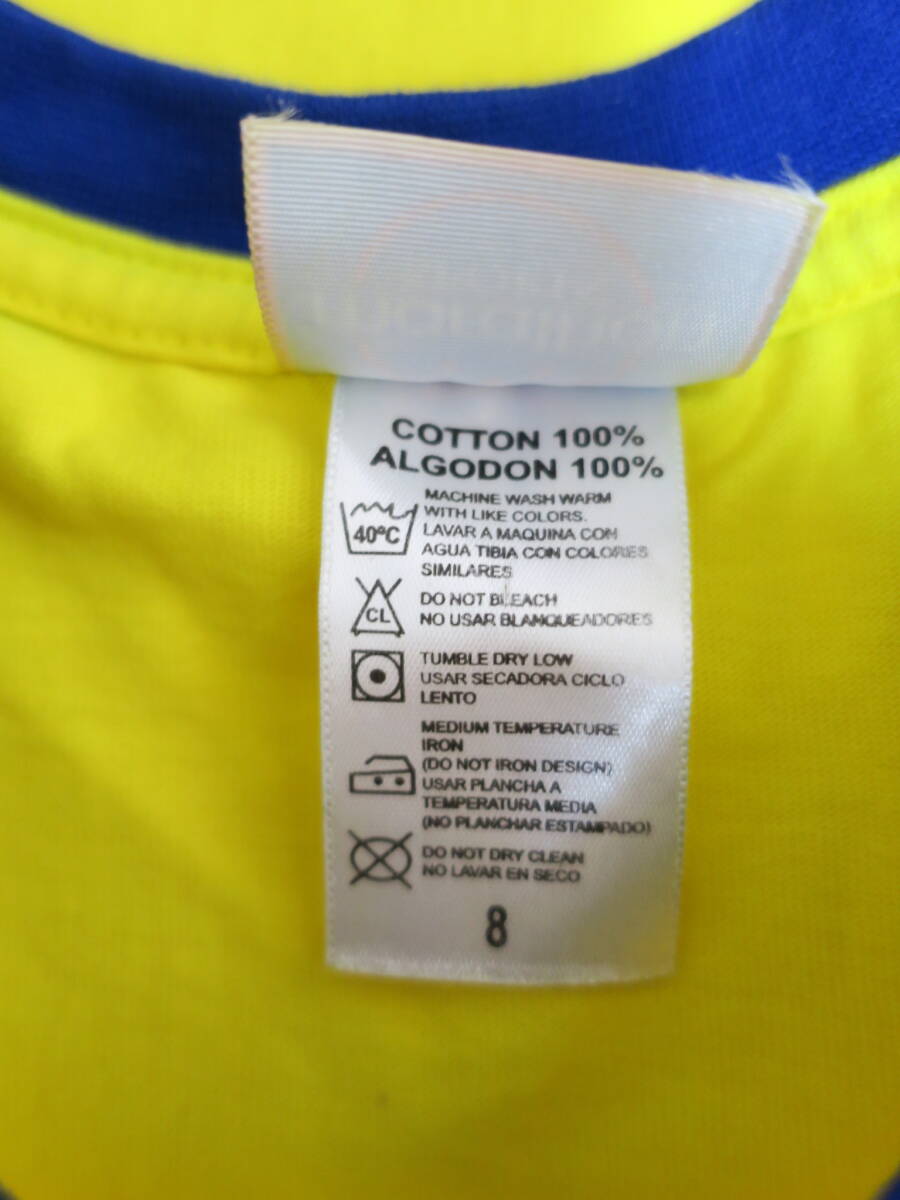 COTTON 100%
ALGODON 100%
MACHINE WASH WARM
WITH LIKE COLORS.
40ºC
LAVAR A MAQUINA CON
AGUA TIBIA CON COLORES
SIMILARES
DO NOT BLEACH
CL
NO USAR BLANQUEADORES
TUMBLE DRY LOW
USAR SECADORA CICLO
LENTO
MEDIUM TEMPERATURE
IRON
(DO NOT IRON DESIGN)
USAR PLANCHA A
TEMPERATURA MEDIA
(NO PLANCHAR ESTAMPADO)
DO NOT DRY CLEAN
NO LAVAR EN SECO
8